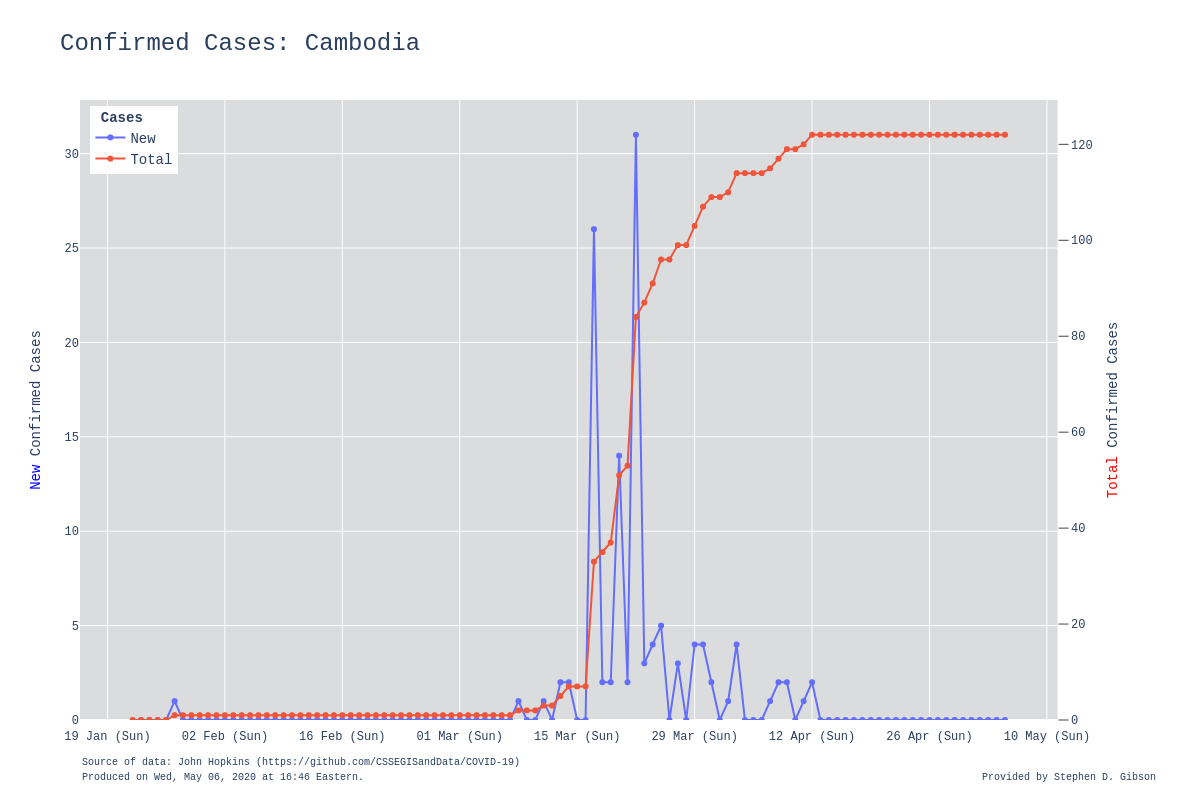 Confirmed Cases: Cambodia
Cases
New
Total
30
25
20
15
10
5
0
120
100
80
60
40
20
0
New Confirmed Cases
Total Confirmed Cases
19 Jan (Sun) 02 Feb (Sun) 16 Feb (Sun) 01 Mar (Sun) 15 Mar (Sun) 29 Mar (Sun) 12 Apr (Sun) 26 Apr (Sun) 10 May (Sun)
Source of data: John Hopkins (https://github.com/CSSEGISandData/COVID-19)
Produced on Wed, May 06, 2020 at 16:46 Eastern.
Provided by Stephen D. Gibson